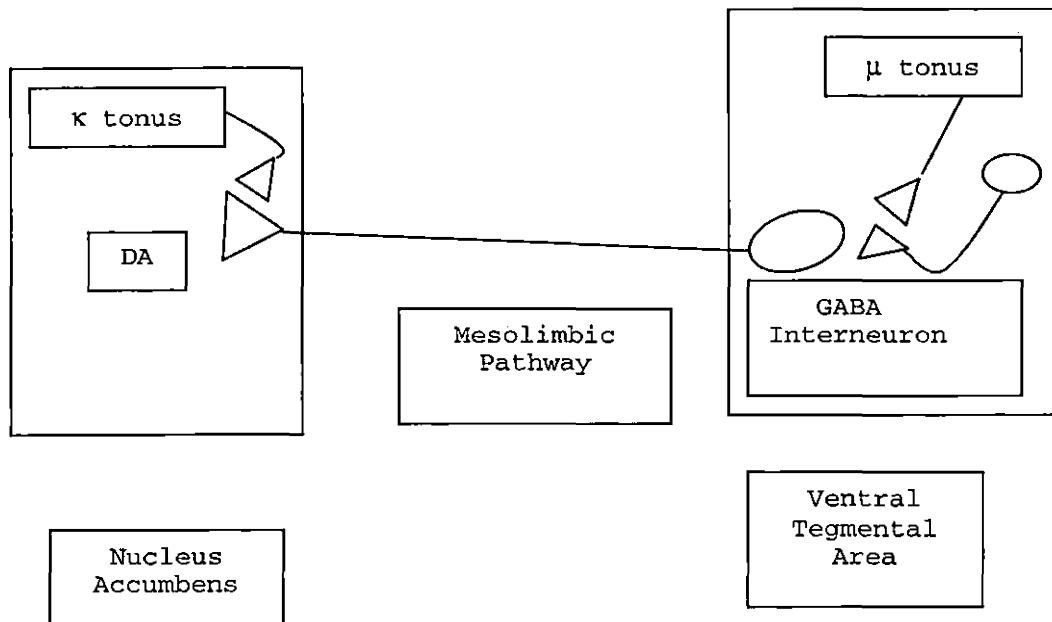 κ tonus
DA
Mesolimbic
Pathway
μ tonus
GABA
Interneuron
Ventral
Tegmental
Area
Nucleus
Accumbens